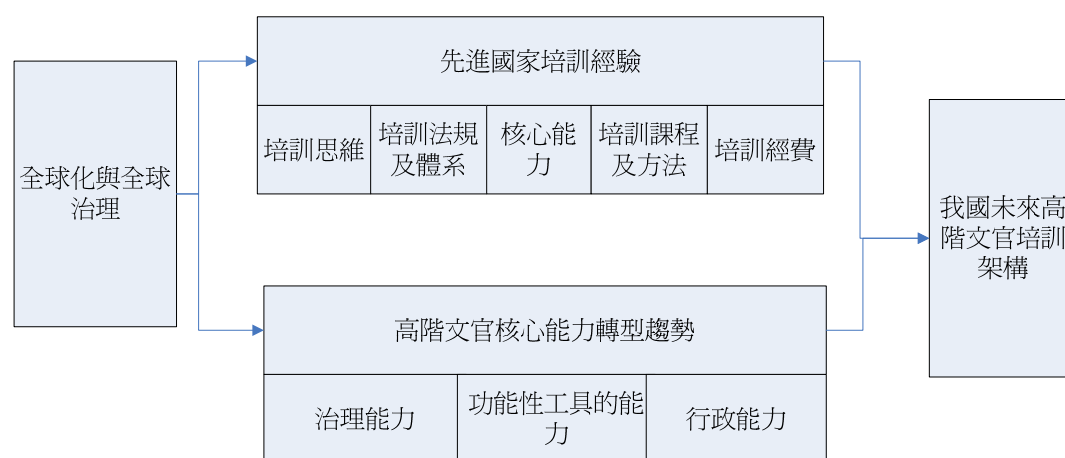 全球化與全球
治理
先進國家培訓經驗
培訓思維
培訓法規
及體系
核心能
力
培訓課程
及方法
培訓經費
高階文官核心能力轉型趨勢
治理能力
功能性工具的能
力
行政能力
我國未來高
階文官培訓
架構